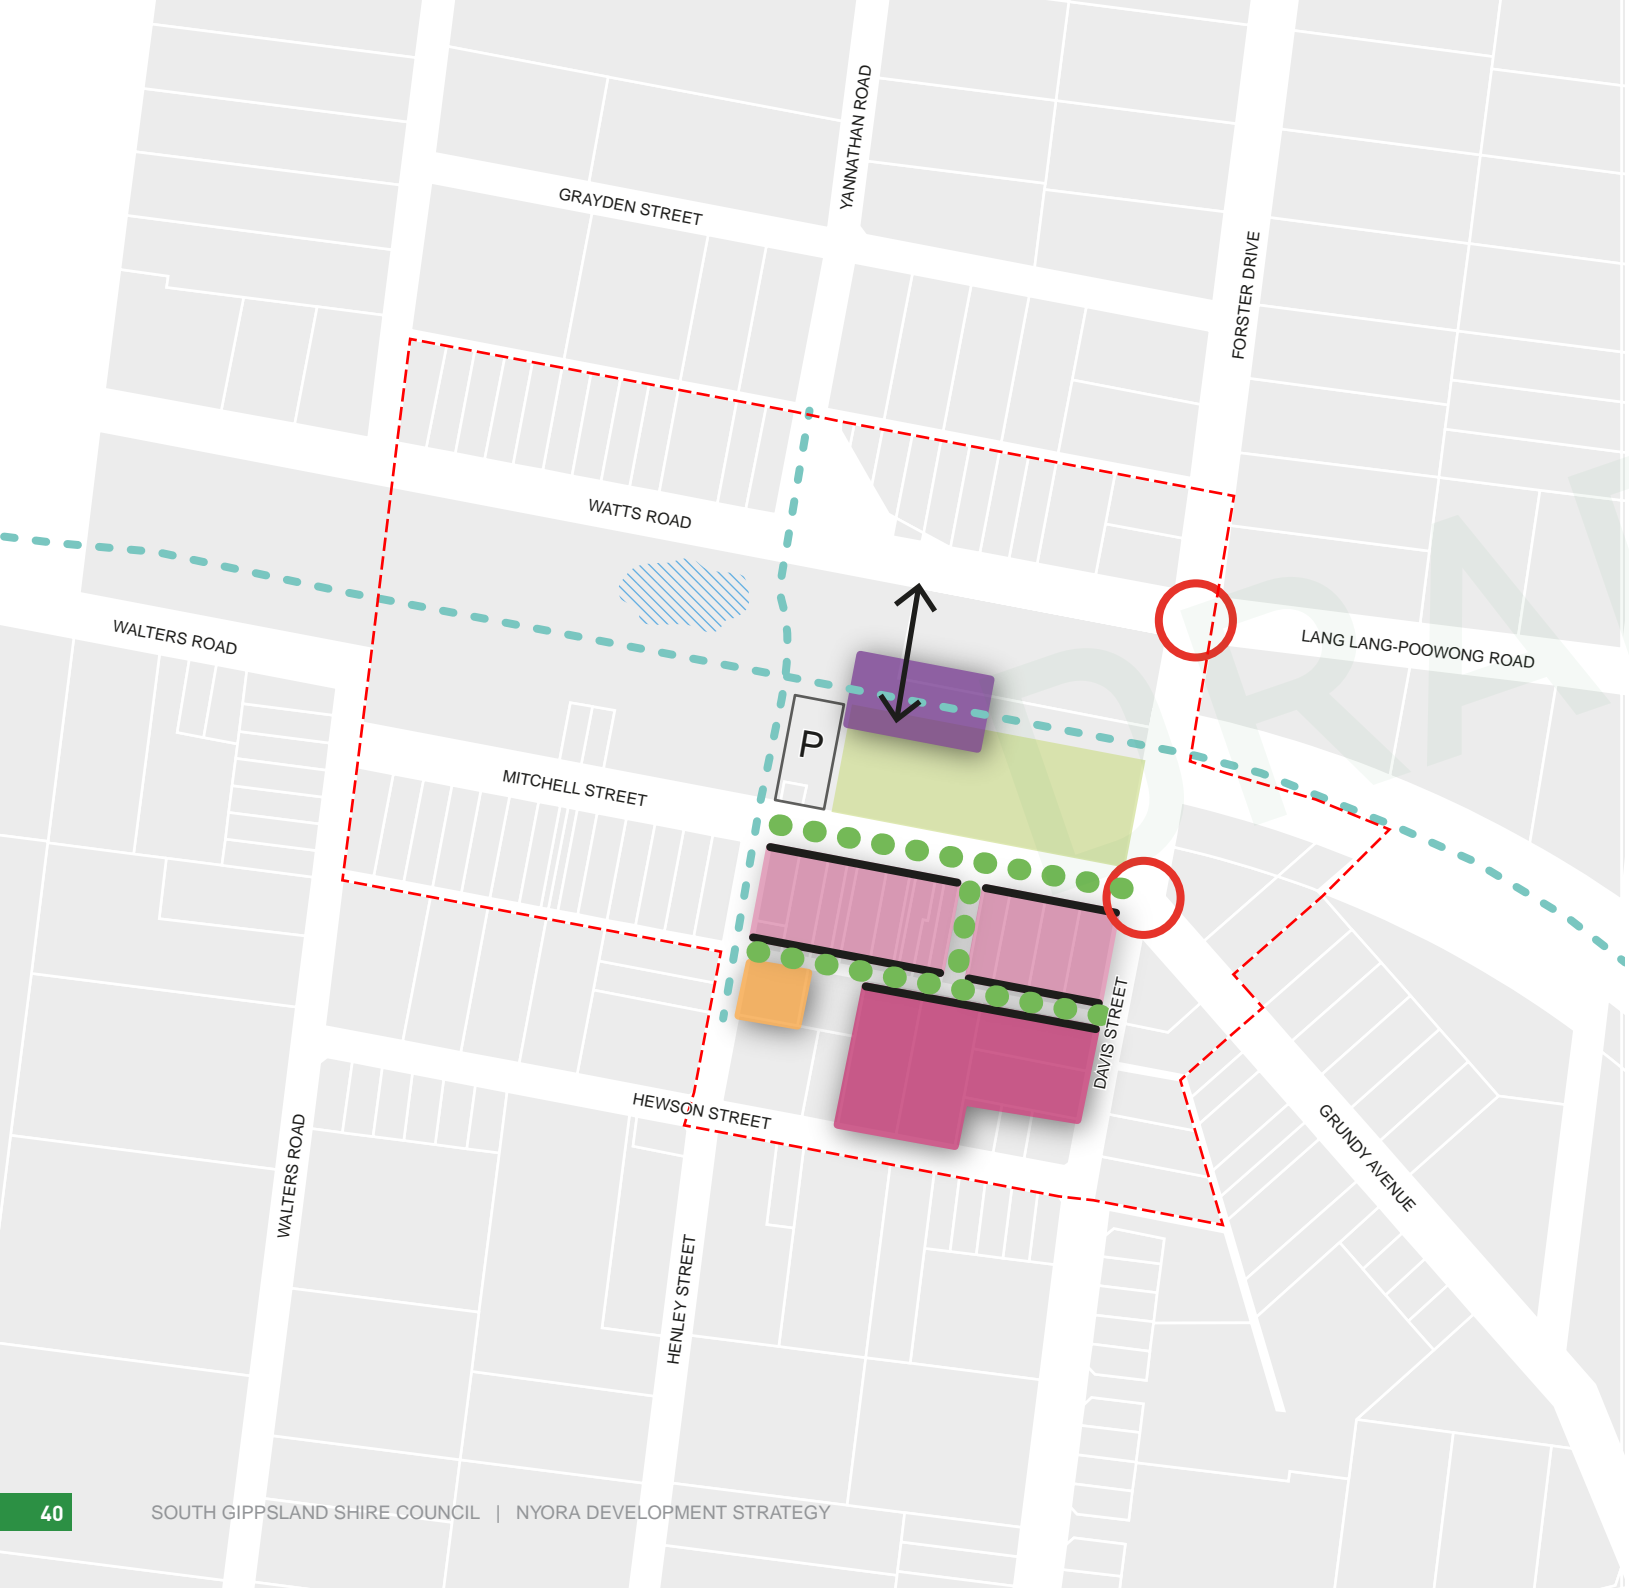 YANNATHAN ROAD
GRAYDEN STREET
FORSTER DRIVE
WATTS ROAD
WALTERS ROAD
LANG LANG-POOWONG ROAD
P
MITCHELL STREET
DAVIS STREET
HEWSON STREET
GRUNDY AVENUE
WALTERS ROAD
HENLEY STREET
40
SOUTH GIPPSLAND SHIRE COUNCIL | NYORA DEVELOPMENT STRATEGY